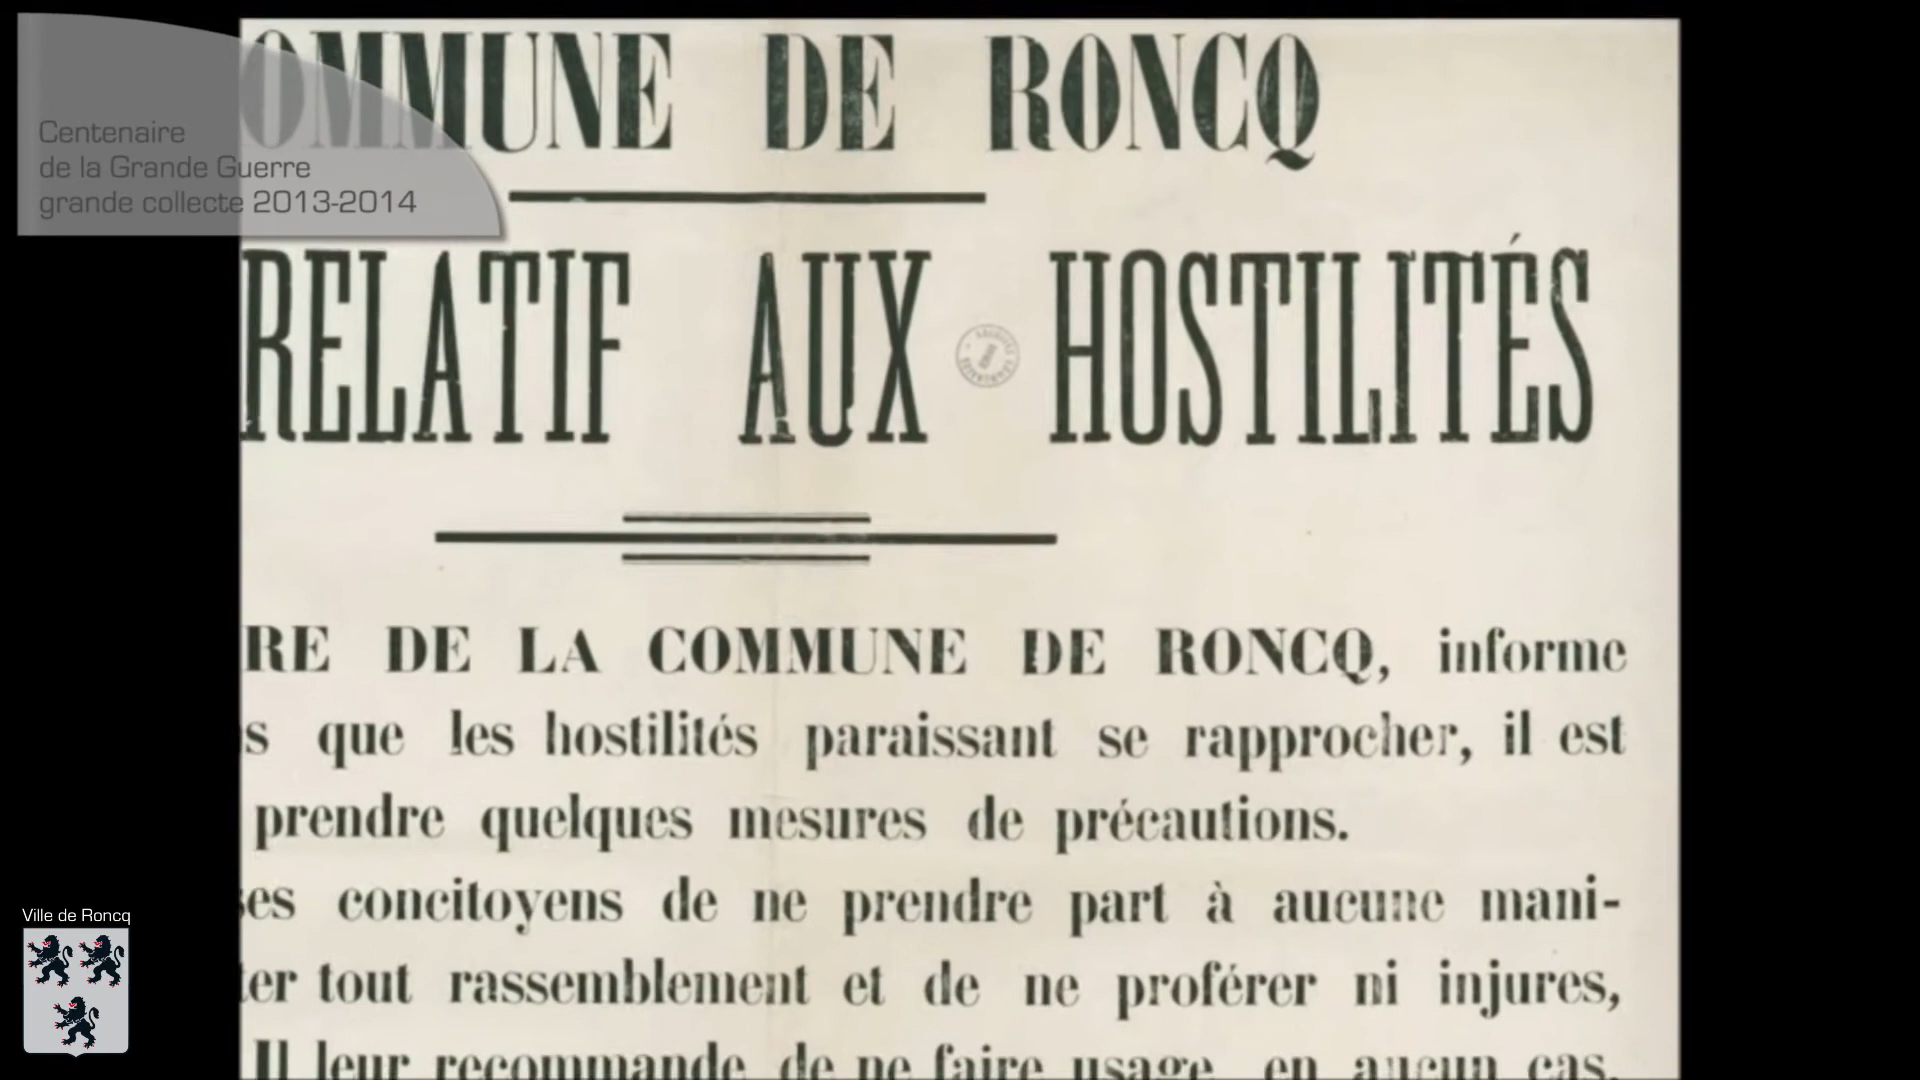 OMMUNE DE RONCQ
Centenaire
de la Grande Guerre
grande collecte 2013-2014
RELATIF AUX HOSTILITÉS
RE DE LA COMMUNE DE RONCQ, informe
s que les hostilités paraissant se rapprocher, il est
prendre quelques mesures de précautions.
es concitoyens de ne prendre part à aucune mani-
ter tout rassemblement et de ne proférer ni injures,
Il leur recommande de ne faire usage en aucun cas,
Ville de Roncq